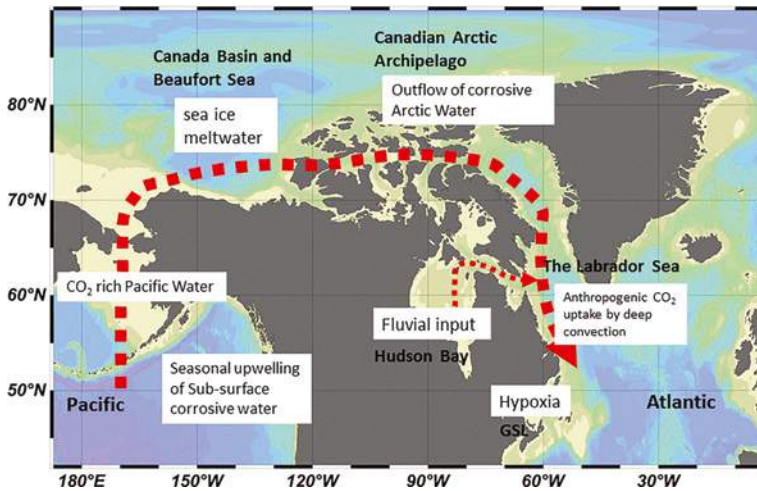 Canada Basin and
Beaufort Sea
Canadian Arctic
Archipelago
sea ice
meltwater
Outflow of corrosive
Arctic Water
80°N
70°N
60°N
50°N
CO₂ rich Pacific Water
The Labrador Sea
Anthropogenic CO₂
uptake by deep
convection
Fluvial input
Hudson Bay
Seasonal upwelling
of Sub-surface
corrosive water
Pacific
Hypoxia
GSL
Atlantic
180°E
150°W
120°W
90°W
60°W
30°W